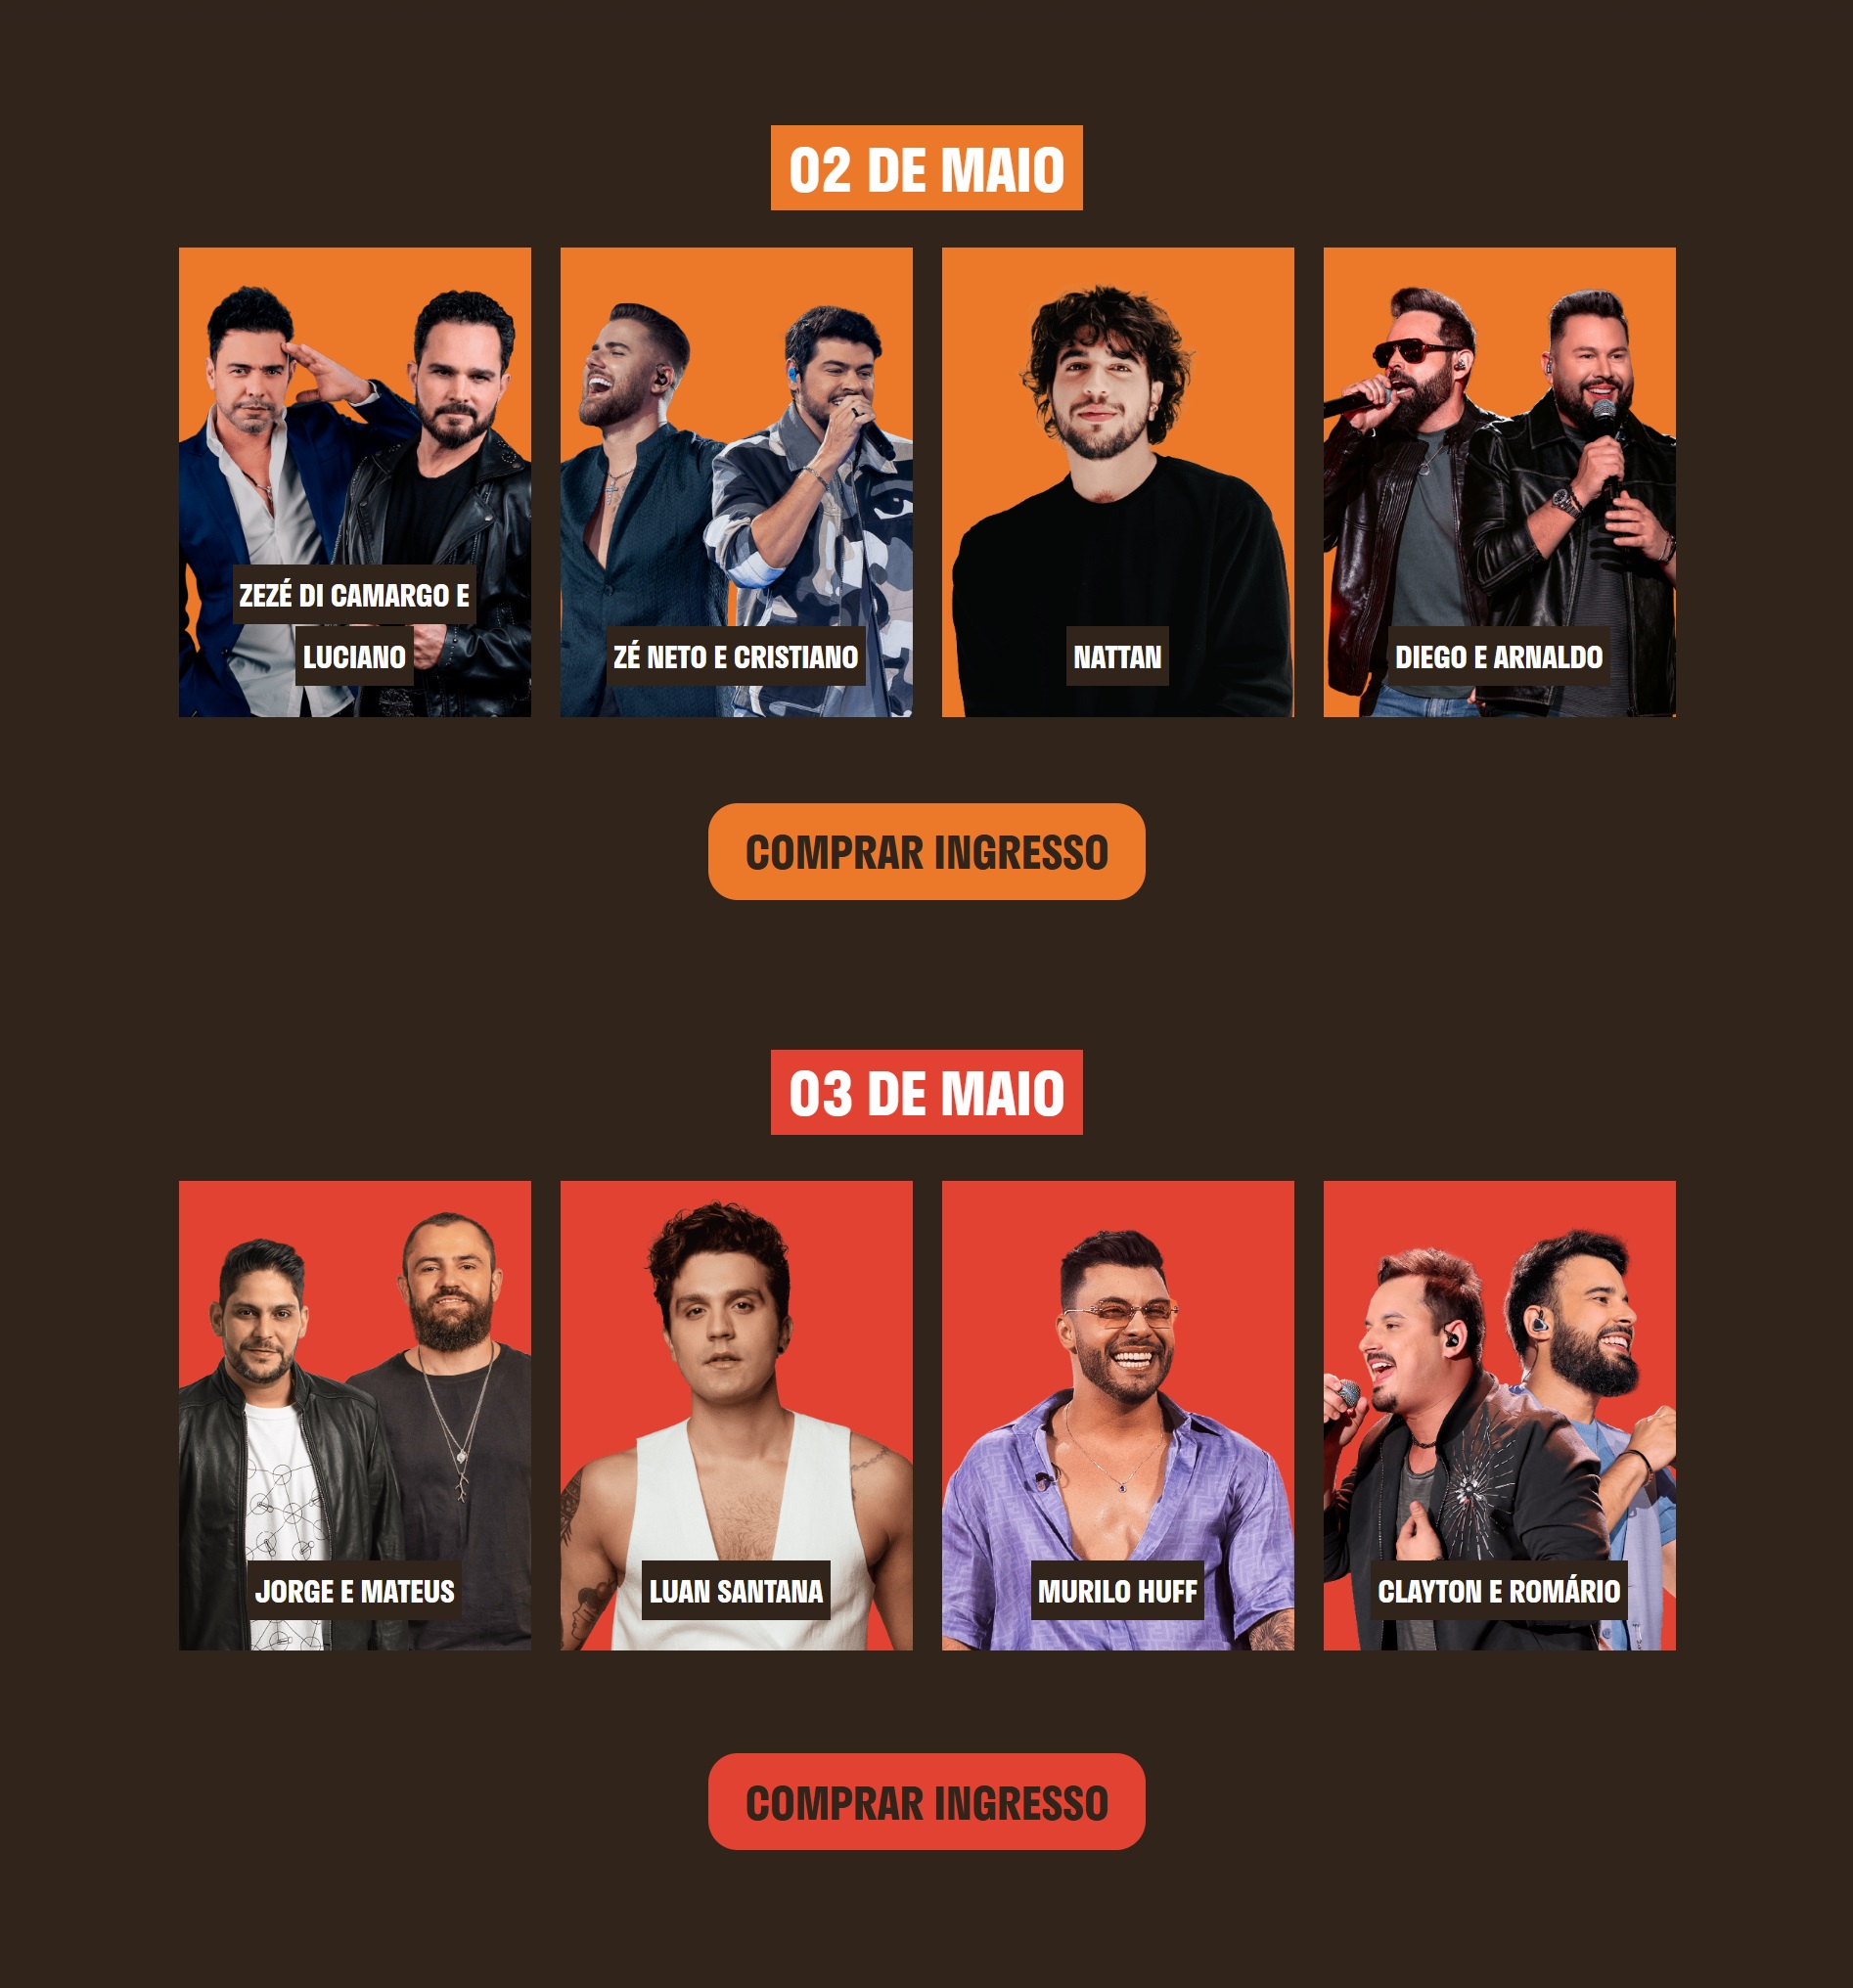 02 DE MAIO
ZEZÉ DI CAMARGO E
LUCIANO
ZÉ NETO E CRISTIANO
NATTAN
DIEGO E ARNALDO
COMPRAR INGRESSO
03 DE MAIO
JORGE E MATEUS
LUAN SANTANA
MURILO HUFF
CLAYTON E ROMÁRIO
COMPRAR INGRESSO